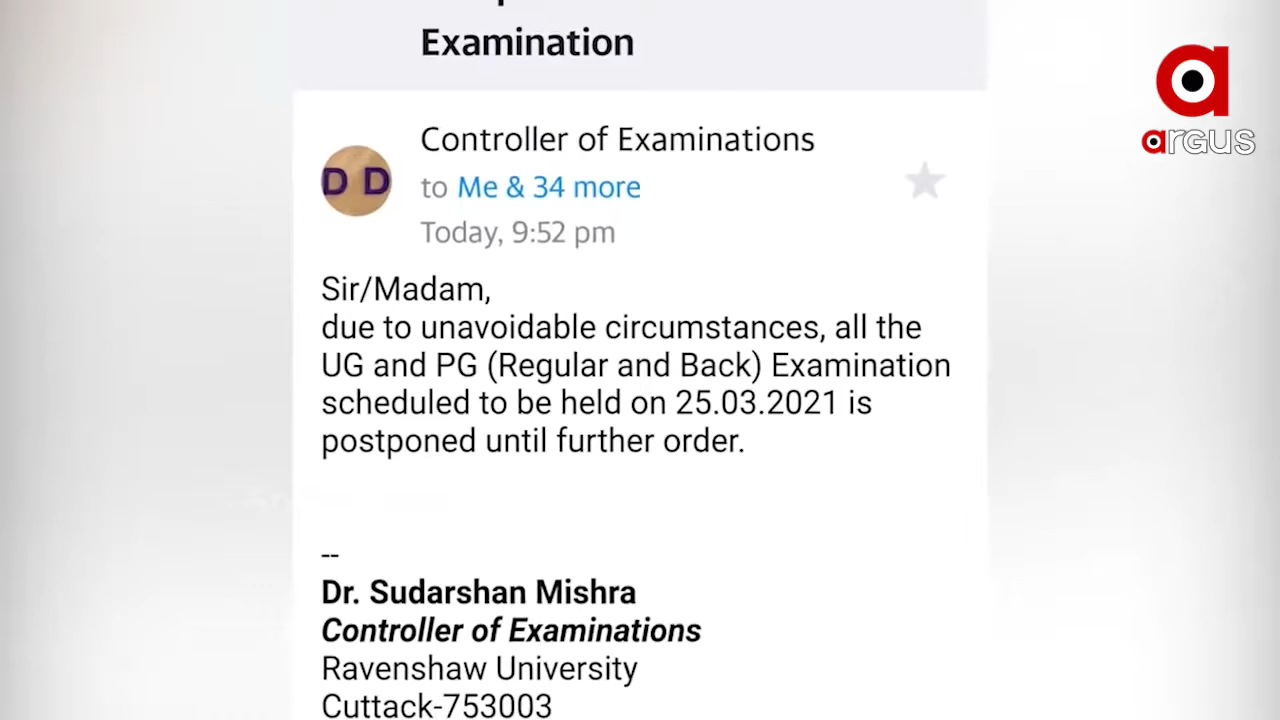 Examination
Controller of Examinations
to Me & 34 more
Today, 9:52 pm
D D
Sir/Madam,
due to unavoidable circumstances, all the
UG and PG (Regular and Back) Examination
scheduled to be held on 25.03.2021 is
postponed until further order.
--
Dr. Sudarshan Mishra
Controller of Examinations
Ravenshaw University
Cuttack-753003
a
argus